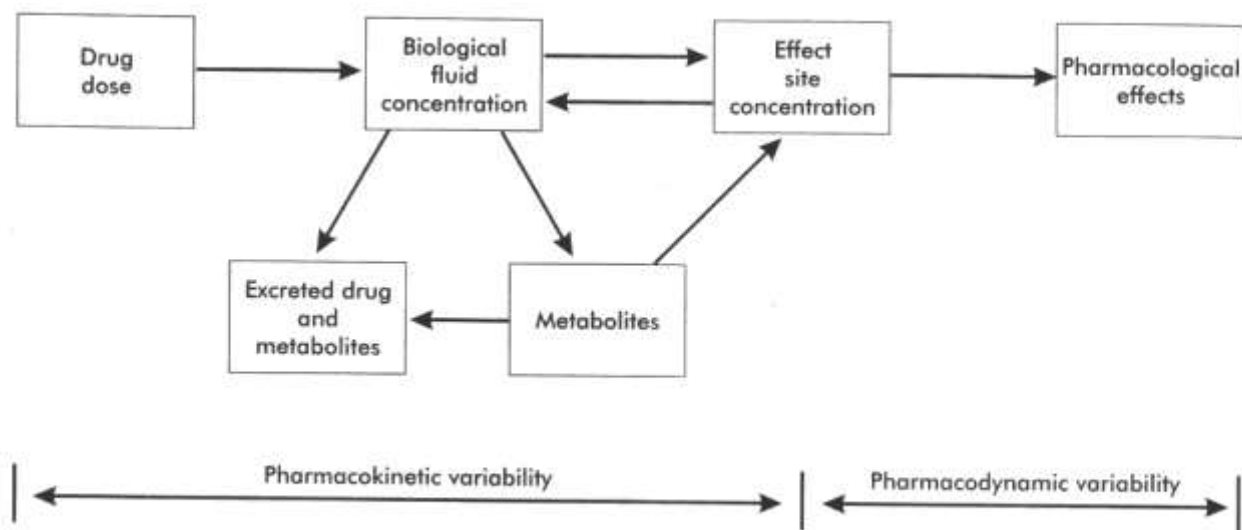 Drug
dose
Biological
fluid
concentration
Effect
site
concentration
Pharmacological
effects
Excreted drug
and
metabolites
Metabolites
Pharmacokinetic variability
Pharmacodynamic variability